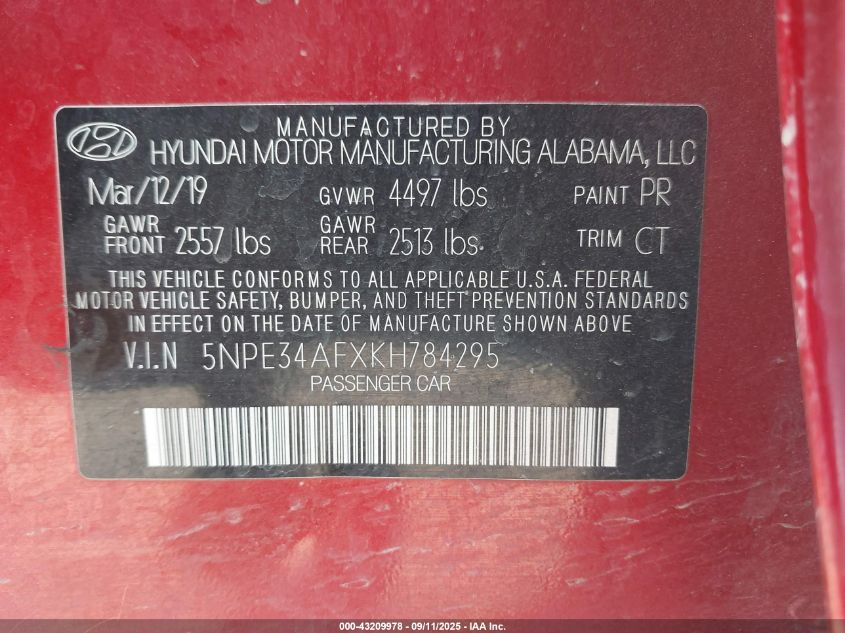 MANUFACTURED BY
HYUNDAI MOTOR MANUFACTURING ALABAMA, LLC
Mar/12/19 GVWR 4497 lbs PAINT PR
GAWR FRONT 2557 lbs GAWR REAR 2513 lbs TRIM CT
THIS VEHICLE CONFORMS TO ALL APPLICABLE U.S.A. FEDERAL
MOTOR VEHICLE SAFETY, BUMPER, AND THEFT PREVENTION STANDARDS
IN EFFECT ON THE DATE OF MANUFACTURE SHOWN ABOVE
V.I.N 5NPE34AFXKH784295
PASSENGER CAR
000-43209978 - 09/11/2025 - IAA Inc.